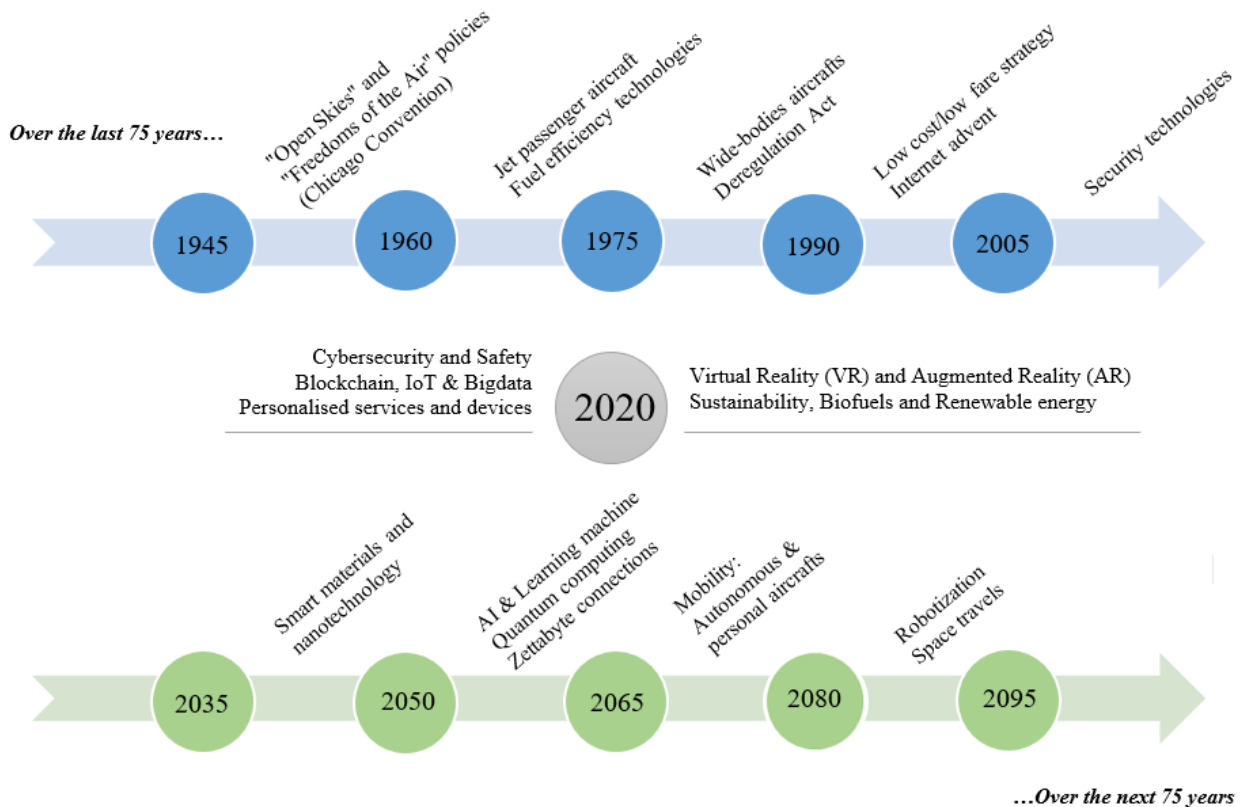 Over the last 75 years…
"Open Skies" and
"Freedoms of the Air" policies
(Chicago Convention)
Jet passenger aircraft
Fuel efficiency technologies
Wide-bodies aircrafts
Deregulation Act
Low cost/low fare strategy
Internet advent
Security technologies
1945
1960
1975
1990
2005
Cybersecurity and Safety
Blockchain, IoT & Bigdata
Personalised services and devices
2020
Virtual Reality (VR) and Augmented Reality (AR)
Sustainability, Biofuels and Renewable energy
Smart materials and
nanotechnology
AI & Learning machine
Quantum computing
Zettabyte connections
Mobility:
Autonomous &
personal aircrafts
Robotization
Space travels
2035
2050
2065
2080
2095
…Over the next 75 years